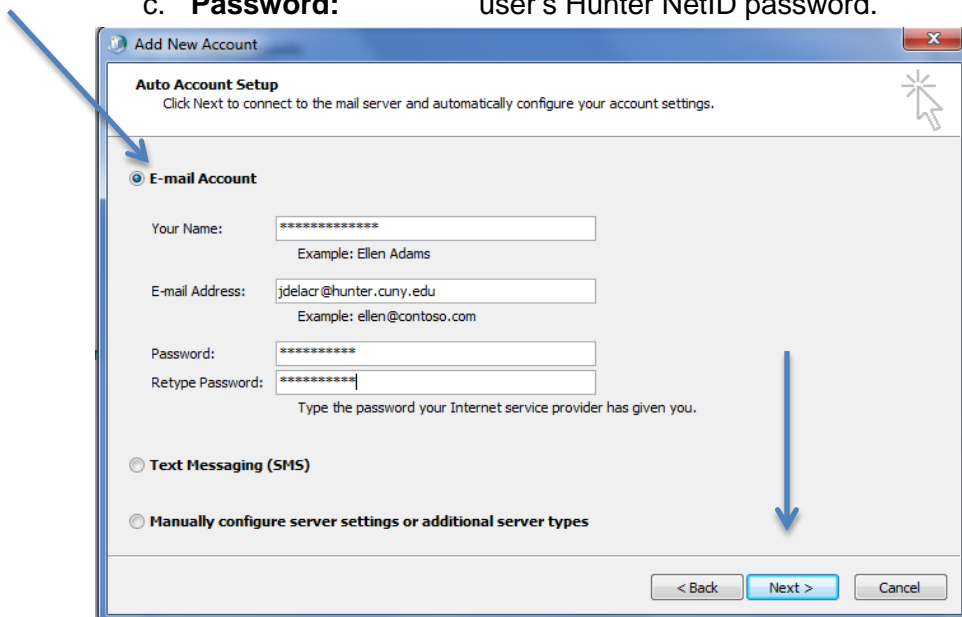 c. Password: user's Hunter NetID password.
Add New Account
Auto Account Setup
Click Next to connect to the mail server and automatically configure your account settings.
E-mail Account
Your Name: *************
Example: Ellen Adams
E-mail Address: jdelacr@hunter.cuny.edu
Example: ellen@contoso.com
Password: **********
Retype Password: **********
Type the password your Internet service provider has given you.
Text Messaging (SMS)
Manually configure server settings or additional server types
< Back Next > Cancel